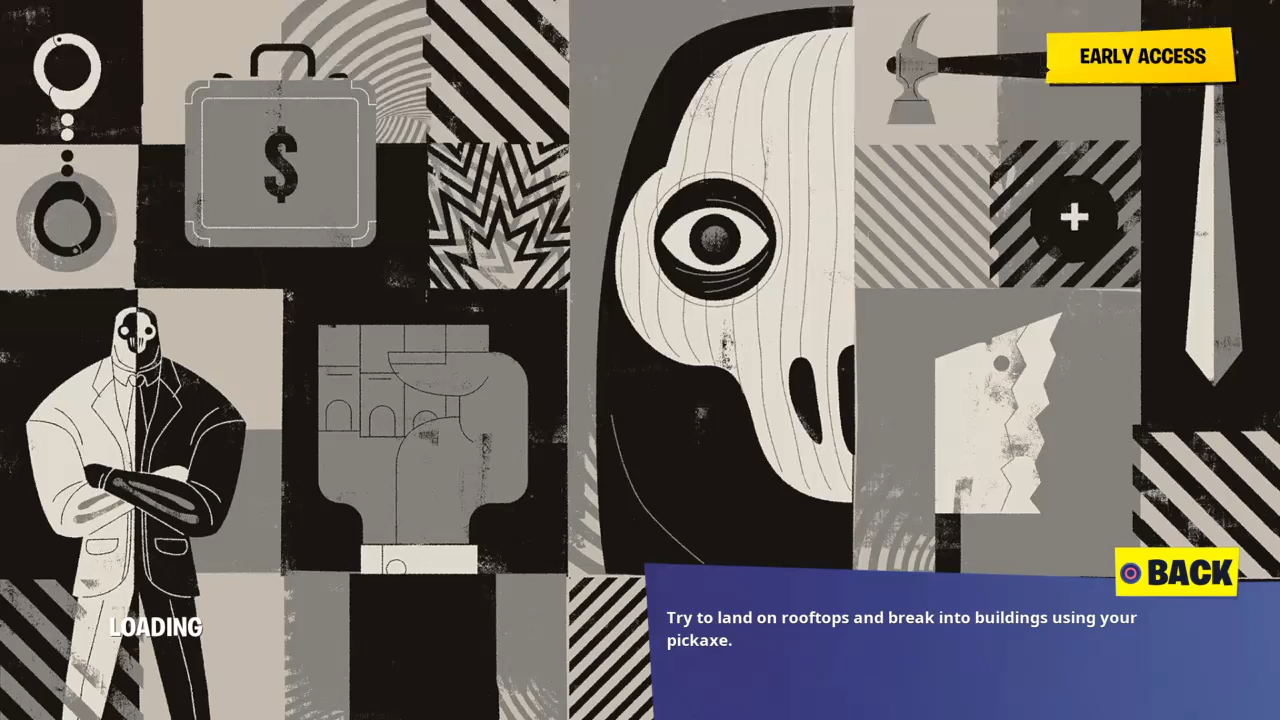 EARLY ACCESS
$
BACK
LOADING
Try to land on rooftops and break into buildings using your
pickaxe.